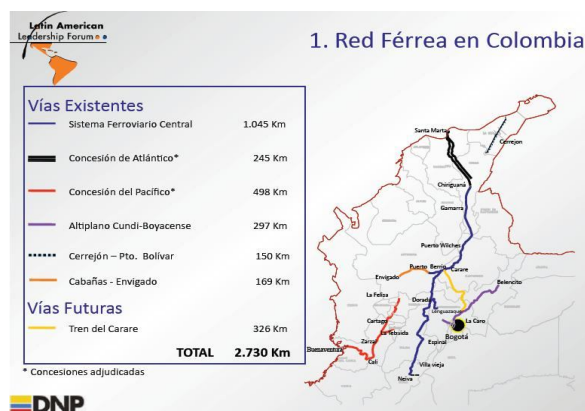 Latin American
Leadership Forum
1. Red Férrea en Colombia
Vías Existentes
Sistema Ferroviario Central 1.045 Km
Concesión de Atlántico* 245 Km
Concesión del Pacífico* 498 Km
Altiplano Cundi-Boyacense 297 Km
Cerrejón – Pto. Bolívar 150 Km
Cabañas - Envigado 169 Km
Vías Futuras
Tren del Carare 326 Km
TOTAL 2.730 Km
* Concesiones adjudicadas
DNP
Santa Marta
Cerrejon
Chiriguaná
Gamarra
Puerto Wilches
Envigado
Puerto Berrio
Carare
Belencito
La Felisa
Dorada
Lenguazaque
Cartago
La Tebaida
La Caro
Zarzal
Espinal
Bogotá
Buenaventura
Cali
Villa vieja
Neiva